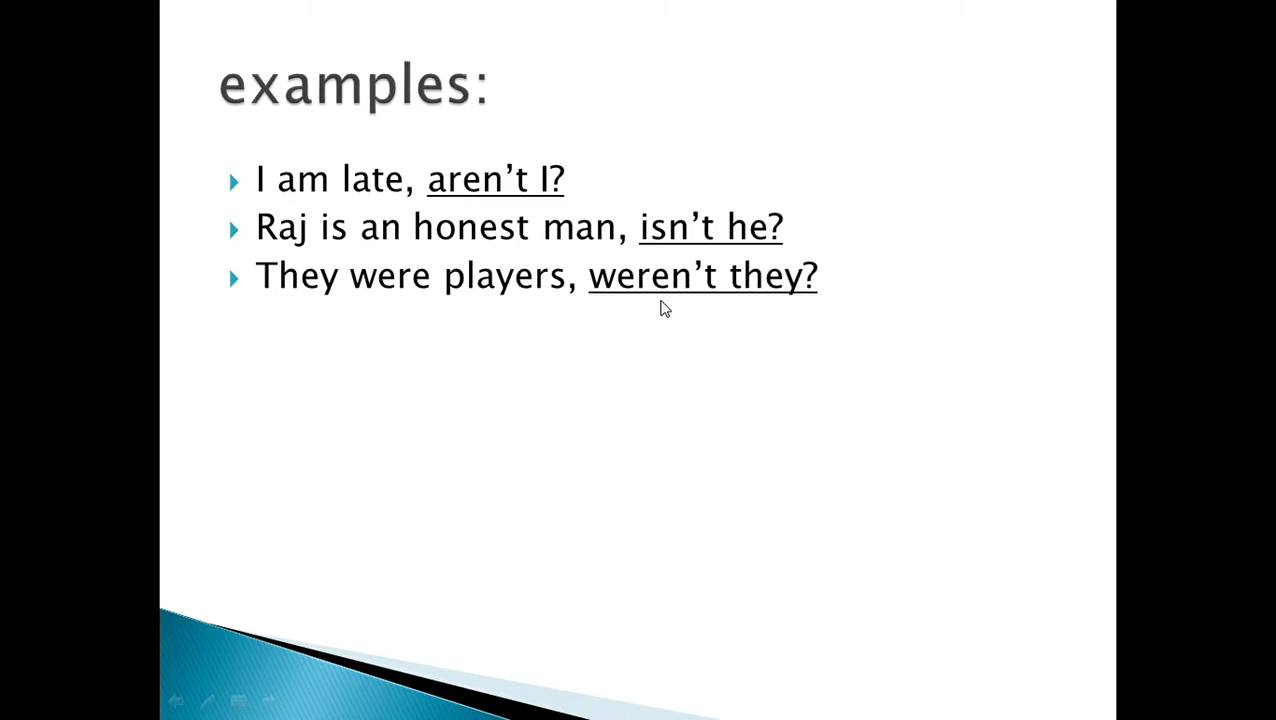 examples:
I am late, aren’t I?
Raj is an honest man, isn’t he?
They were players, weren’t they?